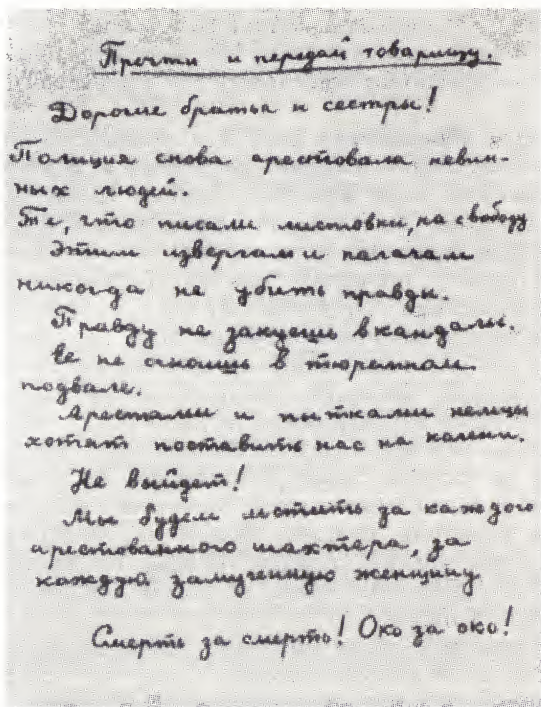 Прочти и передай товарищу.
Дорогие братья и сестры!
Полиция снова арестовала невин-
ных людей.
Те, что писали листовки, на свободу
Этим извергам и палачам
никогда не убить правды.
Правду не закуешь в кандалы.
Ее не сгноишь в тюремном
подвале.
Арестами и пытками немцы
хотят поставить нас на колени.
Не выйдет!
Мы будем мстить за каждого
арестованного шахтера, за
каждую замученную женщину
Смерть за смерть! Око за око!